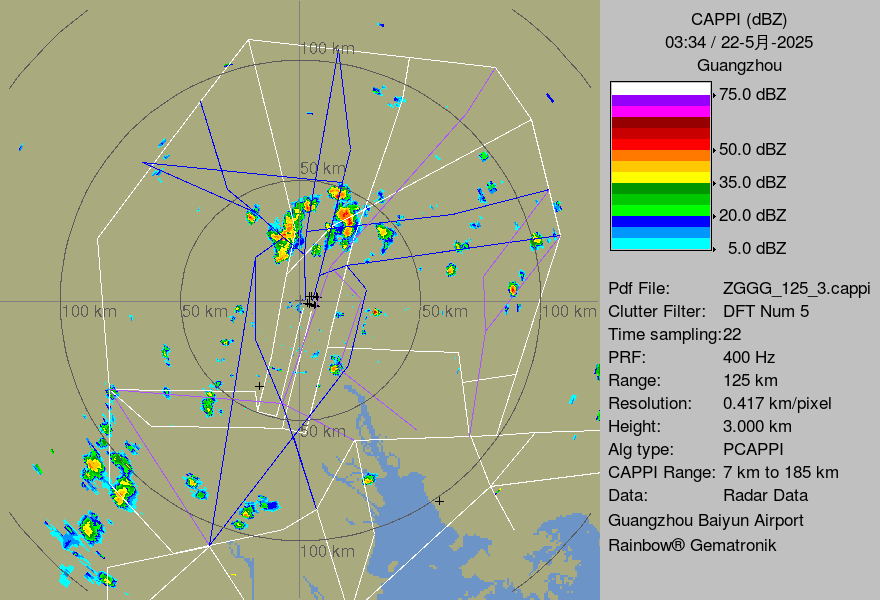 100 km
50 km
100 km
50 km
50 km
100 km
50 km
100 km
CAPPI (dBZ)
03:34 / 22-5月-2025
Guangzhou
75.0 dBZ
50.0 dBZ
35.0 dBZ
20.0 dBZ
5.0 dBZ
Pdf File: ZGGG_125_3.cappi
Clutter Filter: DFT Num 5
Time sampling:22
PRF: 400 Hz
Range: 125 km
Resolution: 0.417 km/pixel
Height: 3.000 km
Alg type: PCAPPI
CAPPI Range: 7 km to 185 km
Data: Radar Data
Guangzhou Baiyun Airport
Rainbow® Gematronik